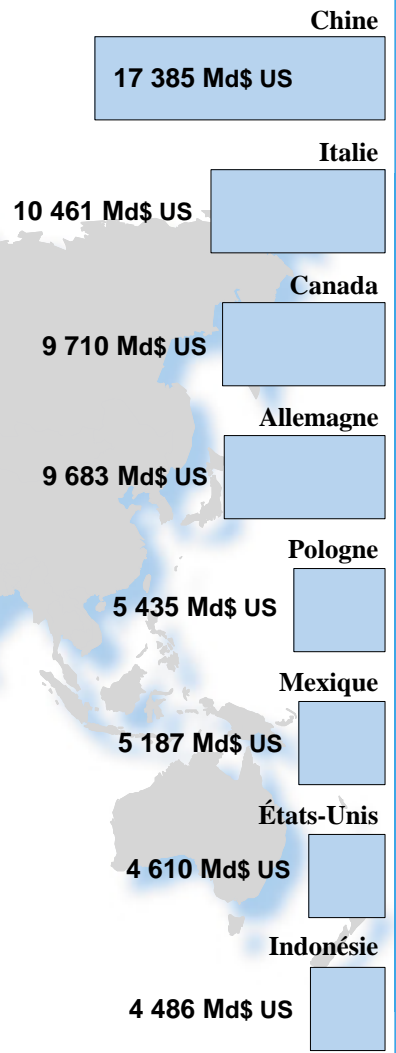 Chine
17 385 Md$ US
Italie
10 461 Md$ US
Canada
9 710 Md$ US
Allemagne
9 683 Md$ US
Pologne
5 435 Md$ US
Mexique
5 187 Md$ US
États-Unis
4 610 Md$ US
Indonésie
4 486 Md$ US